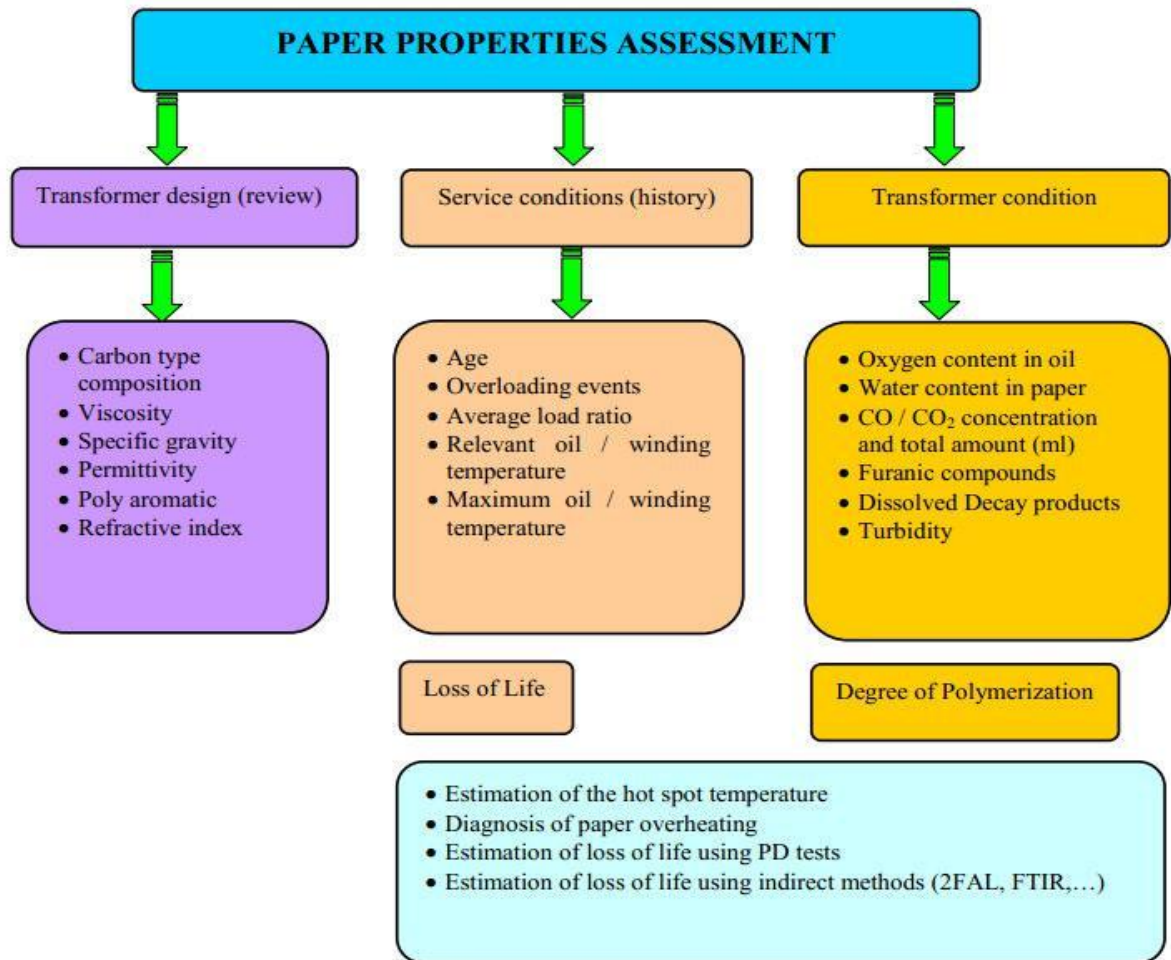 PAPER PROPERTIES ASSESSMENT
Transformer design (review)
Service conditions (history)
Transformer condition
• Carbon type
composition
• Viscosity
• Specific gravity
• Permittivity
• Poly aromatic
• Refractive index
• Age
• Overloading events
• Average load ratio
• Relevant oil / winding
temperature
• Maximum oil / winding
temperature
• Oxygen content in oil
• Water content in paper
• CO / CO₂ concentration
and total amount (ml)
• Furanic compounds
• Dissolved Decay products
• Turbidity
Loss of Life
Degree of Polymerization
• Estimation of the hot spot temperature
• Diagnosis of paper overheating
• Estimation of loss of life using PD tests
• Estimation of loss of life using indirect methods (2FAL, FTIR,…)